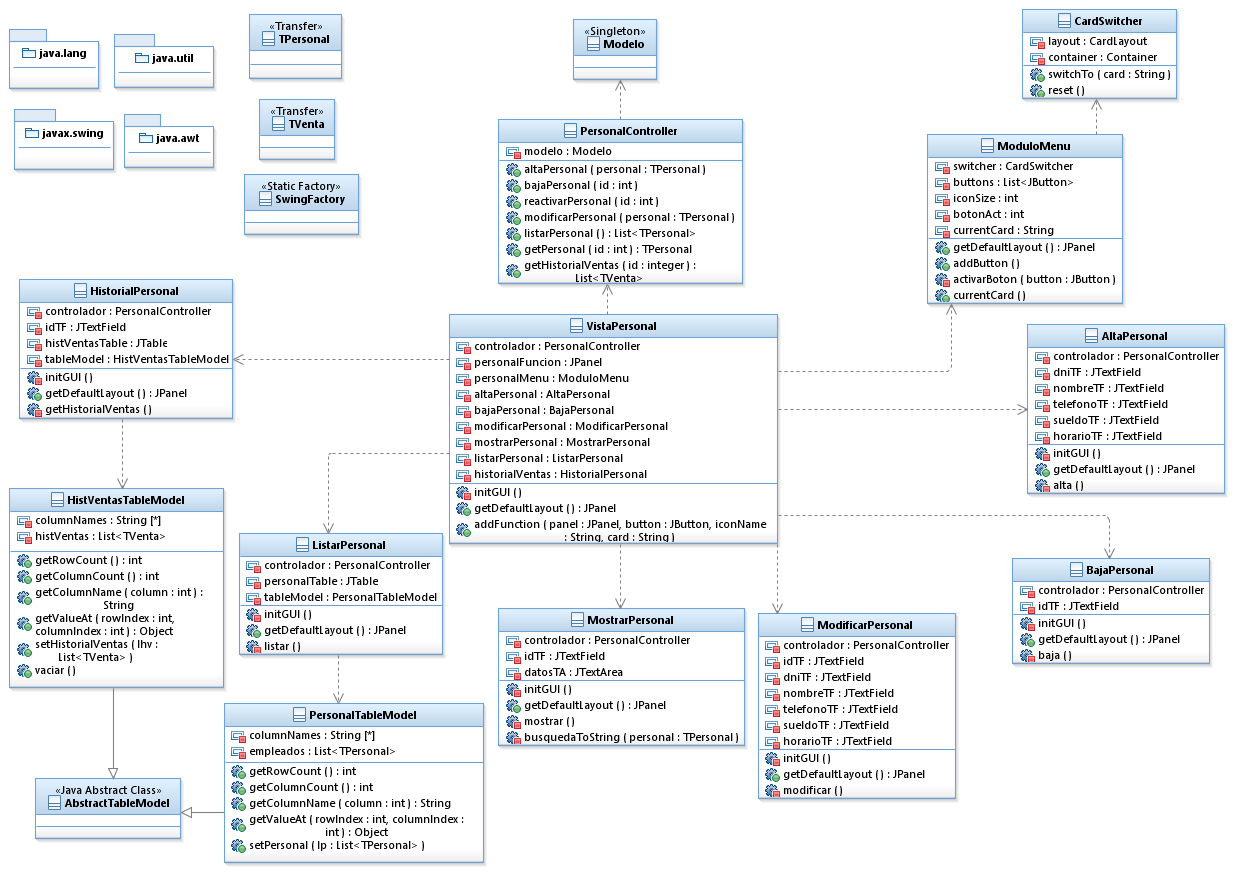 java.lang
java.util
javax.swing
java.awt
«Transfer»
TPersonal
«Transfer»
TVenta
«Static Factory»
SwingFactory
«Singleton»
Modelo
CardSwitcher
layout : CardLayout
container : Container
switchTo ( card : String )
reset ( )
PersonalController
modelo : Modelo
altaPersonal ( personal : TPersonal )
bajaPersonal ( id : int )
reactivarPersonal ( id : int )
modificarPersonal ( personal : TPersonal )
listarPersonal ( ) : List<TPersonal>
getPersonal ( id : int ) : TPersonal
getHistorialVentas ( id : integer ) :
List<TVenta>
ModuloMenu
switcher : CardSwitcher
buttons : List<JButton>
iconSize : int
botonAct : int
currentCard : String
getDefaultLayout ( ) : JPanel
addButton ( )
activarBoton ( button : JButton )
currentCard ( )
HistorialPersonal
controlador : PersonalController
idTF : JTextField
histVentasTable : JTable
tableModel : HistVentasTableModel
initGUI ( )
getDefaultLayout ( ) : JPanel
getHistorialVentas ( )
VistaPersonal
controlador : PersonalController
personalFuncion : JPanel
personalMenu : ModuloMenu
altaPersonal : AltaPersonal
bajaPersonal : BajaPersonal
modificarPersonal : ModificarPersonal
mostrarPersonal : MostrarPersonal
listarPersonal : ListarPersonal
historialVentas : HistorialPersonal
initGUI ( )
getDefaultLayout ( ) : JPanel
addFunction ( panel : JPanel, button : JButton, iconName
: String, card : String )
AltaPersonal
controlador : PersonalController
dniTF : JTextField
nombreTF : JTextField
telefonoTF : JTextField
sueldoTF : JTextField
horarioTF : JTextField
initGUI ( )
getDefaultLayout ( ) : JPanel
alta ( )
HistVentasTableModel
columnNames : String [*]
histVentas : List<TVenta>
getRowCount ( ) : int
getColumnCount ( ) : int
getColumnName ( column : int ) :
String
getValueAt ( rowIndex : int,
columnIndex : int ) : Object
setHistorialVentas ( lhv :
List<TVenta> )
vaciar ( )
ListarPersonal
controlador : PersonalController
personalTable : JTable
tableModel : PersonalTableModel
initGUI ( )
getDefaultLayout ( ) : JPanel
listar ( )
BajaPersonal
controlador : PersonalController
idTF : JTextField
initGUI ( )
getDefaultLayout ( ) : JPanel
baja ( )
MostrarPersonal
controlador : PersonalController
idTF : JTextField
datosTA : JTextArea
initGUI ( )
getDefaultLayout ( ) : JPanel
mostrar ( )
busquedaToString ( personal : TPersonal )
ModificarPersonal
controlador : PersonalController
idTF : JTextField
dniTF : JTextField
nombreTF : JTextField
telefonoTF : JTextField
sueldoTF : JTextField
horarioTF : JTextField
initGUI ( )
getDefaultLayout ( ) : JPanel
modificar ( )
PersonalTableModel
columnNames : String [*]
empleados : List<TPersonal>
getRowCount ( ) : int
getColumnCount ( ) : int
getColumnName ( column : int ) : String
getValueAt ( rowIndex : int, columnIndex :
int ) : Object
setPersonal ( lp : List<TPersonal> )
«Java Abstract Class»
AbstractTableModel